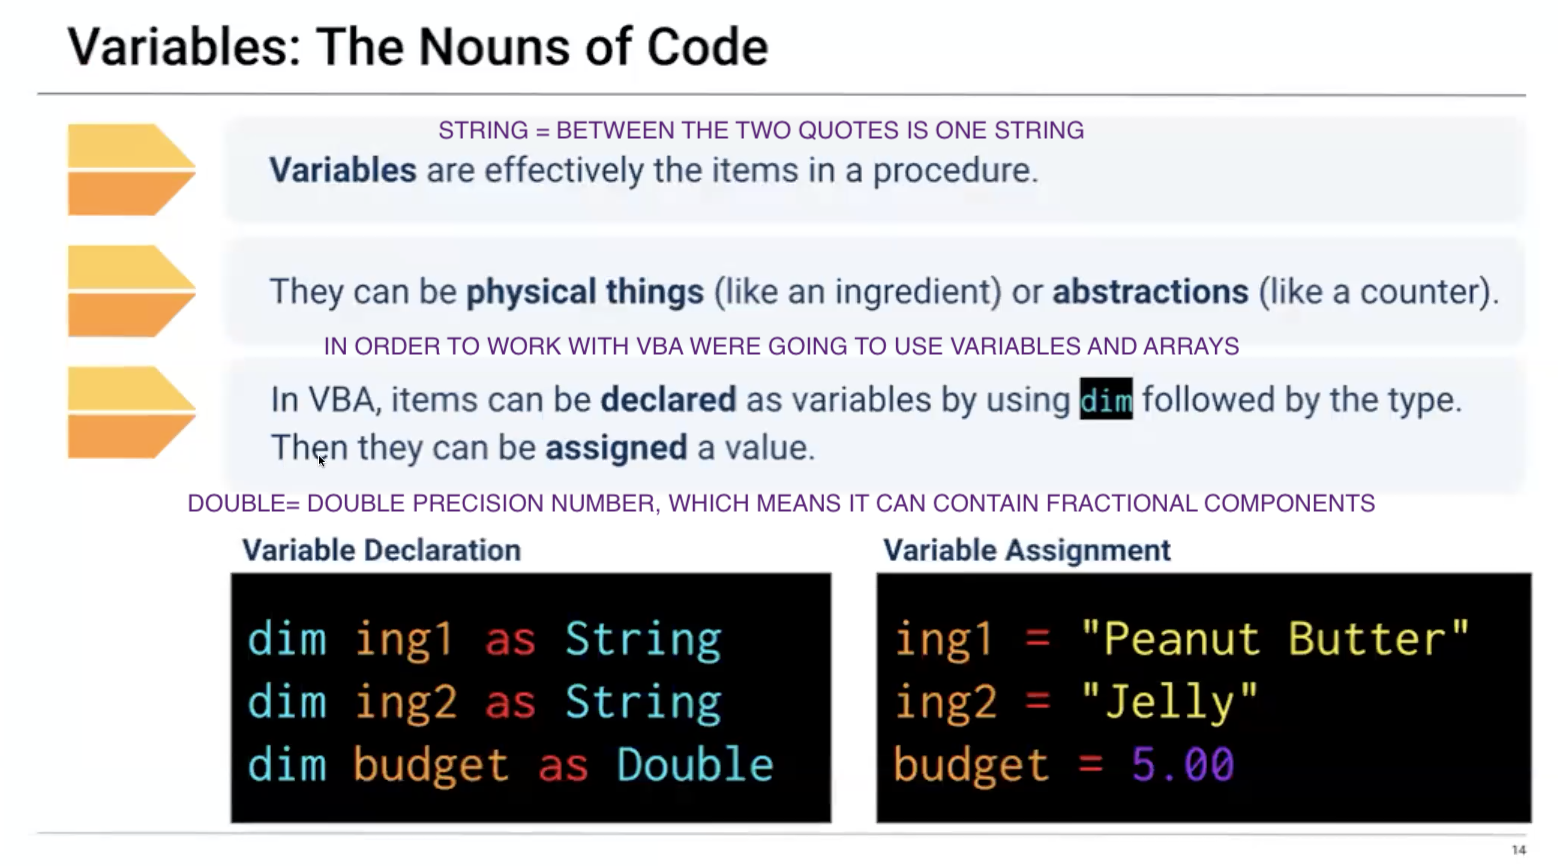 Variables: The Nouns of Code
STRING = BETWEEN THE TWO QUOTES IS ONE STRING
Variables are effectively the items in a procedure.
They can be physical things (like an ingredient) or abstractions (like a counter).
IN ORDER TO WORK WITH VBA WERE GOING TO USE VARIABLES AND ARRAYS
In VBA, items can be declared as variables by using dim followed by the type.
Then they can be assigned a value.
DOUBLE= DOUBLE PRECISION NUMBER, WHICH MEANS IT CAN CONTAIN FRACTIONAL COMPONENTS
Variable Declaration
dim ing1 as String
dim ing2 as String
dim budget as Double
Variable Assignment
ing1 = "Peanut Butter"
ing2 = "Jelly"
budget = 5.00
14